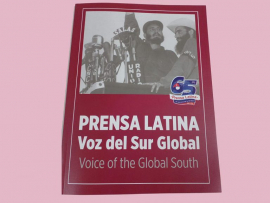 65
PRENSA LATINA
Voz del Sur Global
Voice of the Global South